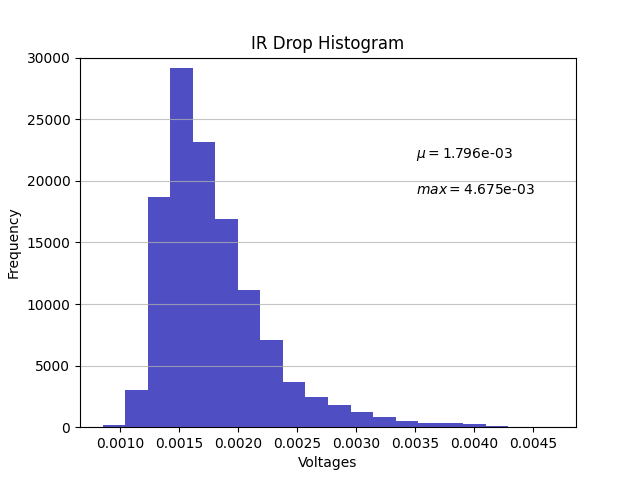 IR Drop Histogram
30000
25000
20000
15000
10000
5000
0
Frequency
μ = 1.796e-03
max = 4.675e-03
0.0010 0.0015 0.0020 0.0025 0.0030 0.0035 0.0040 0.0045
Voltages